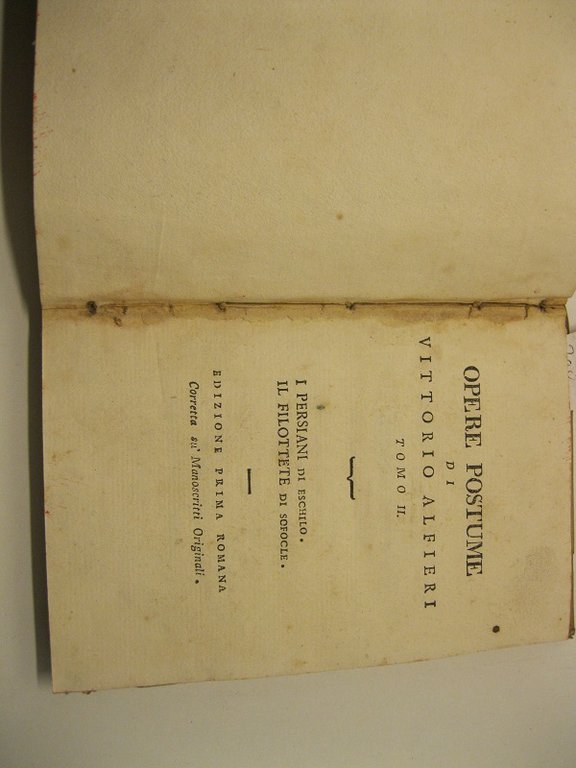 OPERE POSTUME
DI
VITTORIO ALFIERI
TOMO II.
I PERSIANI DI ESCHILO.
IL FILOTTETE DI SOFOCLE.
EDIZIONE PRIMA ROMANA
Corretta su' Manoscritti Originali.